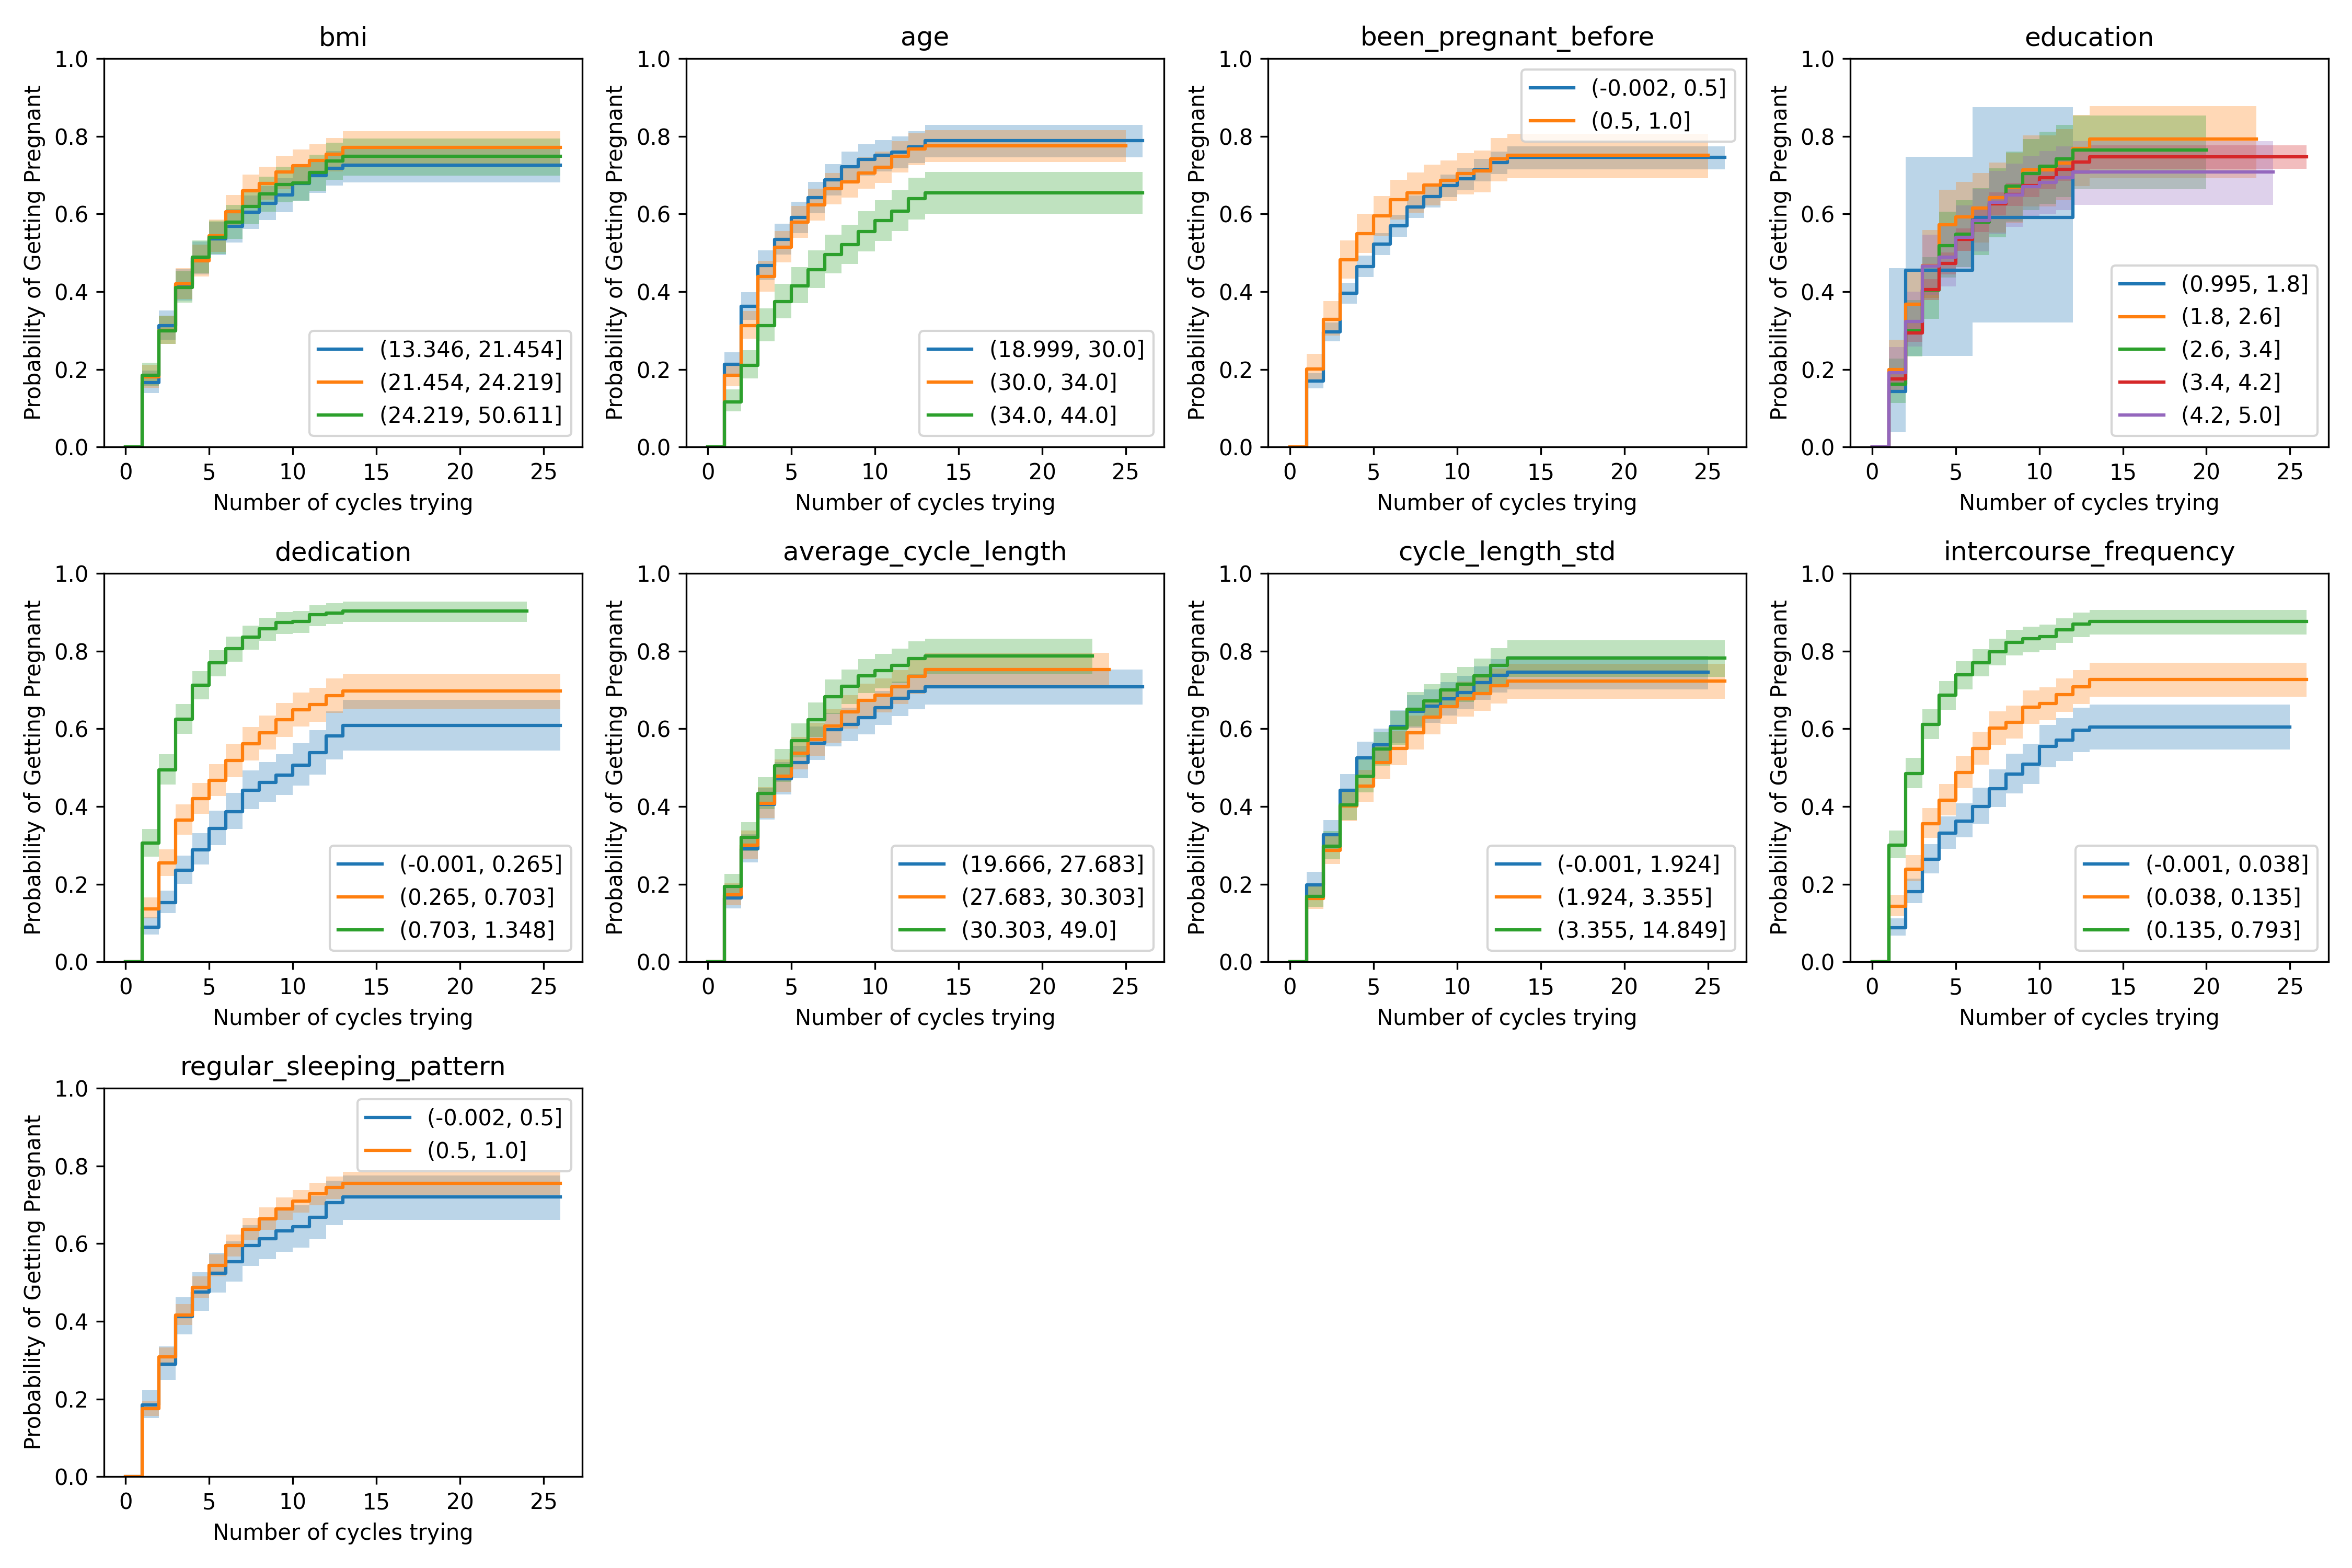 bmi
Probability of Getting Pregnant
1.0
0.8
0.6
0.4
0.2
0.0
(13.346, 21.454]
(21.454, 24.219]
(24.219, 50.611]
0 5 10 15 20 25
Number of cycles trying
age
Probability of Getting Pregnant
1.0
0.8
0.6
0.4
0.2
0.0
(18.999, 30.0]
(30.0, 34.0]
(34.0, 44.0]
0 5 10 15 20 25
Number of cycles trying
been_pregnant_before
Probability of Getting Pregnant
1.0
0.8
0.6
0.4
0.2
0.0
(-0.002, 0.5]
(0.5, 1.0]
0 5 10 15 20 25
Number of cycles trying
education
Probability of Getting Pregnant
1.0
0.8
0.6
0.4
0.2
0.0
(0.995, 1.8]
(1.8, 2.6]
(2.6, 3.4]
(3.4, 4.2]
(4.2, 5.0]
0 5 10 15 20 25
Number of cycles trying
dedication
Probability of Getting Pregnant
1.0
0.8
0.6
0.4
0.2
0.0
(-0.001, 0.265]
(0.265, 0.703]
(0.703, 1.348]
0 5 10 15 20 25
Number of cycles trying
average_cycle_length
Probability of Getting Pregnant
1.0
0.8
0.6
0.4
0.2
0.0
(19.666, 27.683]
(27.683, 30.303]
(30.303, 49.0]
0 5 10 15 20 25
Number of cycles trying
cycle_length_std
Probability of Getting Pregnant
1.0
0.8
0.6
0.4
0.2
0.0
(-0.001, 1.924]
(1.924, 3.355]
(3.355, 14.849]
0 5 10 15 20 25
Number of cycles trying
intercourse_frequency
Probability of Getting Pregnant
1.0
0.8
0.6
0.4
0.2
0.0
(-0.001, 0.038]
(0.038, 0.135]
(0.135, 0.793]
0 5 10 15 20 25
Number of cycles trying
regular_sleeping_pattern
Probability of Getting Pregnant
1.0
0.8
0.6
0.4
0.2
0.0
(-0.002, 0.5]
(0.5, 1.0]
0 5 10 15 20 25
Number of cycles trying